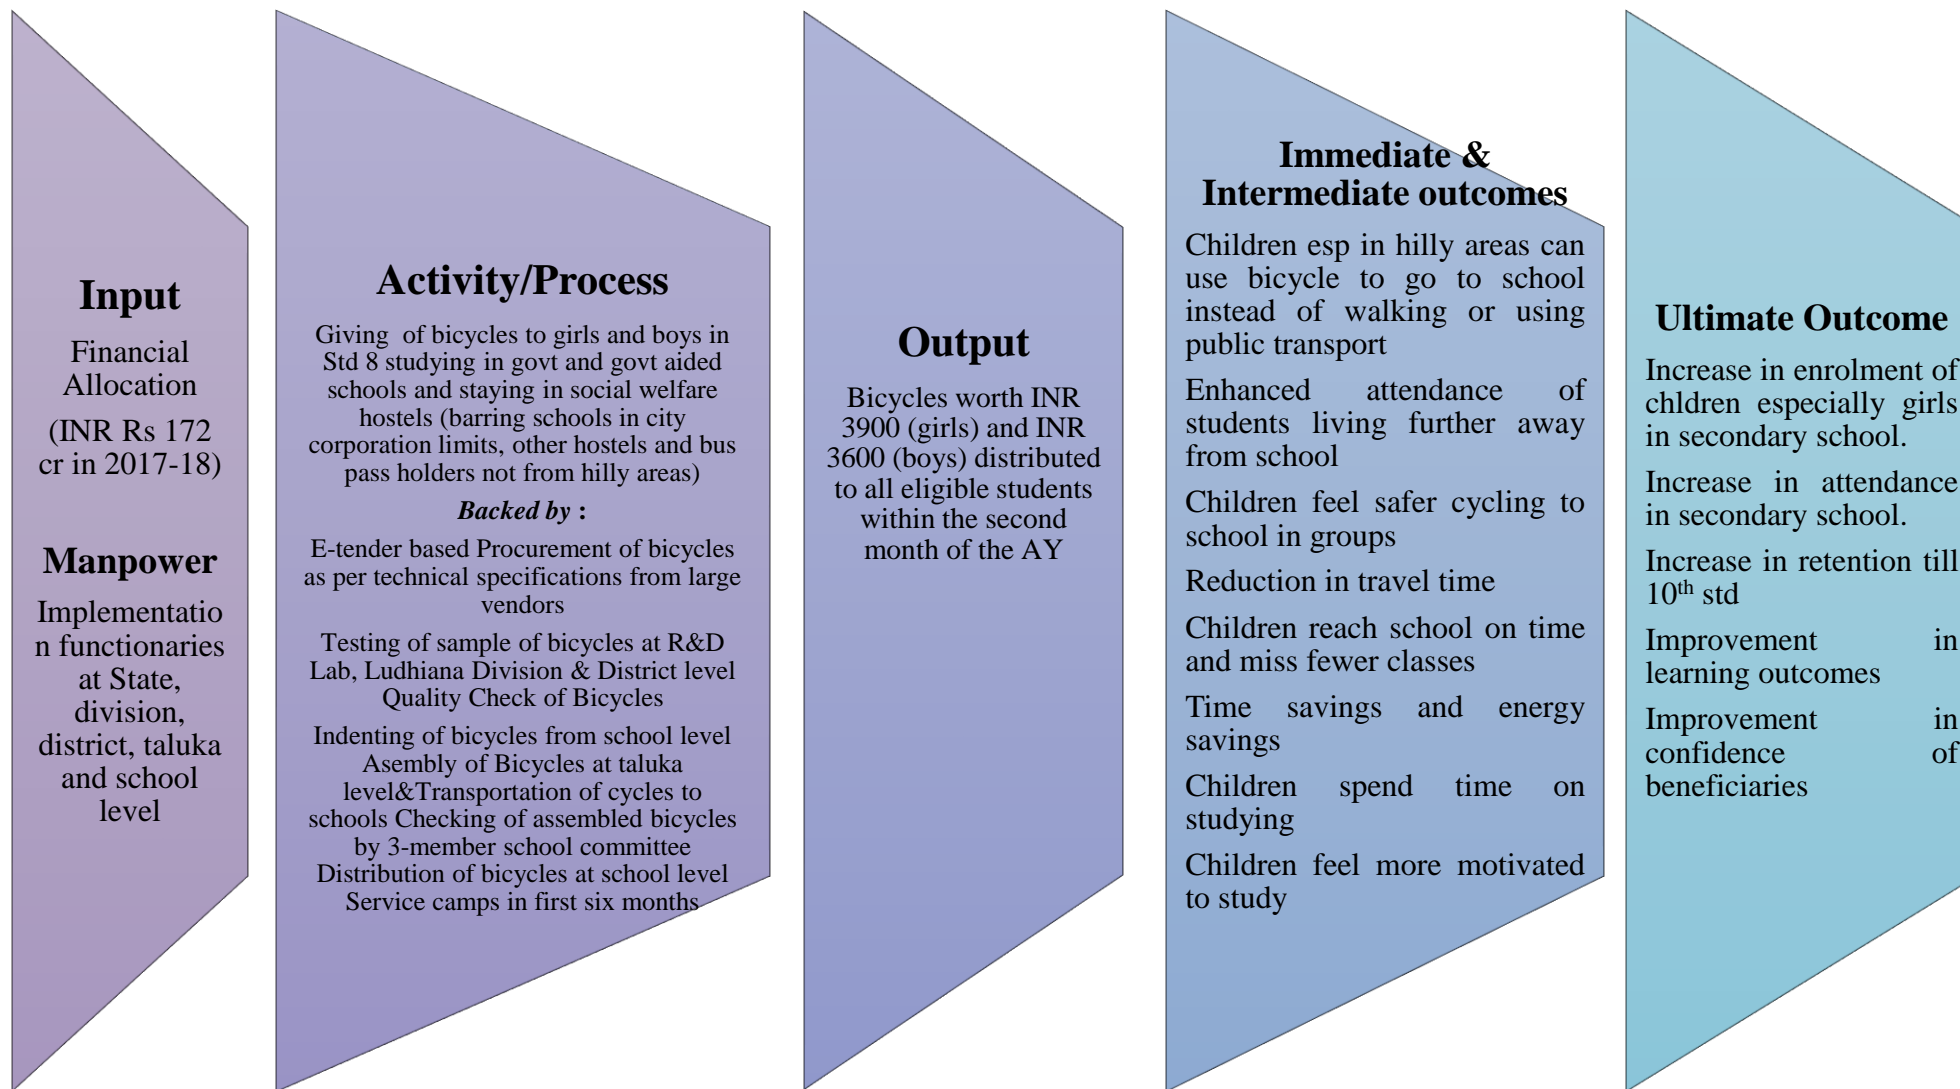 Input
Financial
Allocation
(INR Rs 172
cr in 2017-18)
Manpower
Implementatio
n functionaries
at State,
division,
district, taluka
and school
level
Activity/Process
Giving of bicycles to girls and boys in
Std 8 studying in govt and govt aided
schools and staying in social welfare
hostels (barring schools in city
corporation limits, other hostels and bus
pass holders not from hilly areas)
Backed by :
E-tender based Procurement of bicycles
as per technical specifications from large
vendors
Testing of sample of bicycles at R&D
Lab, Ludhiana Division & District level
Quality Check of Bicycles
Indenting of bicycles from school level
Asembly of Bicycles at taluka
level&Transportation of cycles to
schools Checking of assembled bicycles
by 3-member school committee
Distribution of bicycles at school level
Service camps in first six months
Output
Bicycles worth INR
3900 (girls) and INR
3600 (boys) distributed
to all eligible students
within the second
month of the AY
Immediate &
Intermediate outcomes
Children esp in hilly areas can
use bicycle to go to school
instead of walking or using
public transport
Enhanced attendance of
students living further away
from school
Children feel safer cycling to
school in groups
Reduction in travel time
Children reach school on time
and miss fewer classes
Time savings and energy
savings
Children spend time on
studying
Children feel more motivated
to study
Ultimate Outcome
Increase in enrolment of
chldren especially girls
in secondary school.
Increase in attendance
in secondary school.
Increase in retention till
10th std
Improvement in
learning outcomes
Improvement in
confidence of
beneficiaries